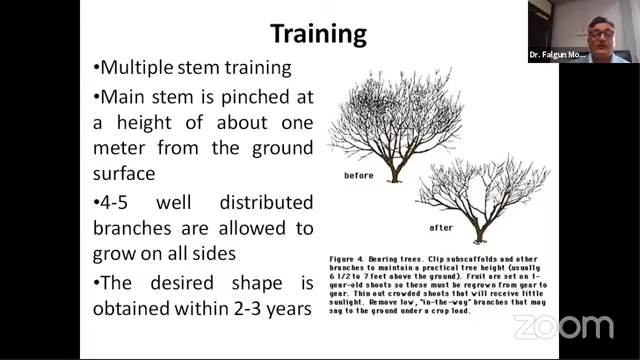 Training
•Multiple stem training
•Main stem is pinched at
a height of about one
meter from the ground
surface
•4-5 well distributed
branches are allowed to
grow on all sides
•The desired shape is
obtained within 2-3 years
before
after
Figure 4. Bearing trees. Clip subscaffolds and other
branches to maintain a practical tree height (usually
6 1/2 to 7 feet above the ground). Fruit are set on 1-
year-old shoots so these must be regrown from year to
year. Thin out crowded shoots that will receive little
sunlight. Remove low, "in-the-way" branches that may
sag to the ground under a crop load.
Dr. Falgun Mo...
zoom